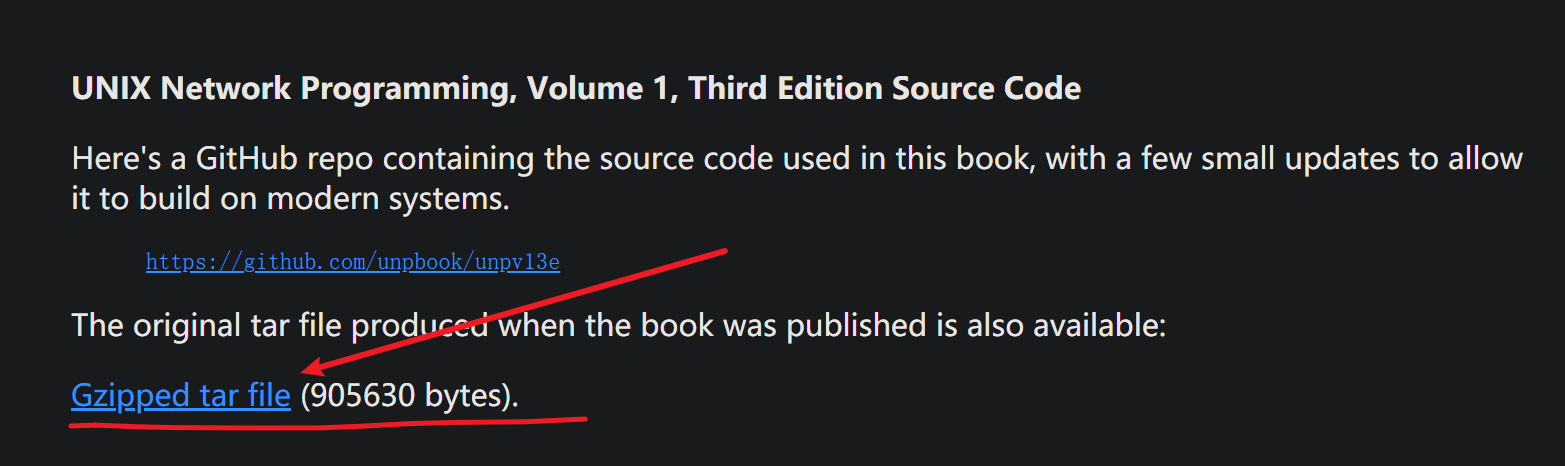 UNIX Network Programming, Volume 1, Third Edition Source Code
Here's a GitHub repo containing the source code used in this book, with a few small updates to allow
it to build on modern systems.
https://github.com/unpbook/unpv13e
The original tar file produced when the book was published is also available:
Gzipped tar file (905630 bytes).